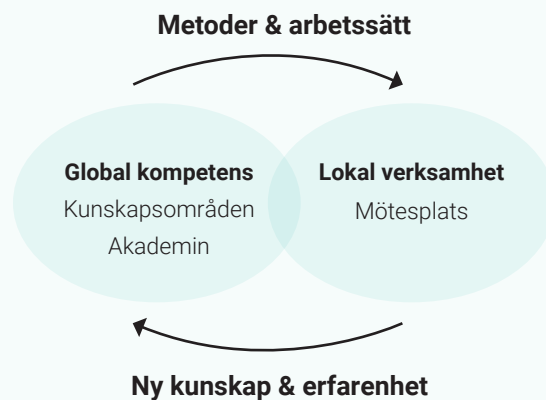 Metoder & arbetssätt
Global kompetens
Kunskapsområden
Akademin
Lokal verksamhet
Mötesplats
Ny kunskap & erfarenhet